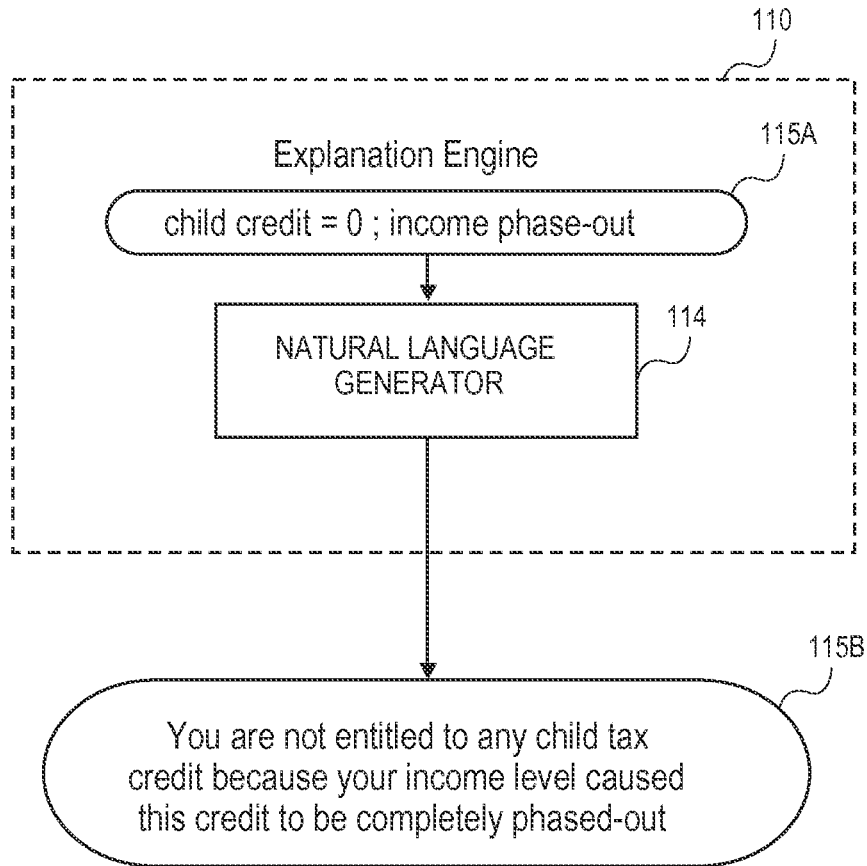 110
115A
Explanation Engine
child credit = 0 ; income phase-out
114
NATURAL LANGUAGE
GENERATOR
115B
You are not entitled to any child tax
credit because your income level caused
this credit to be completely phased-out